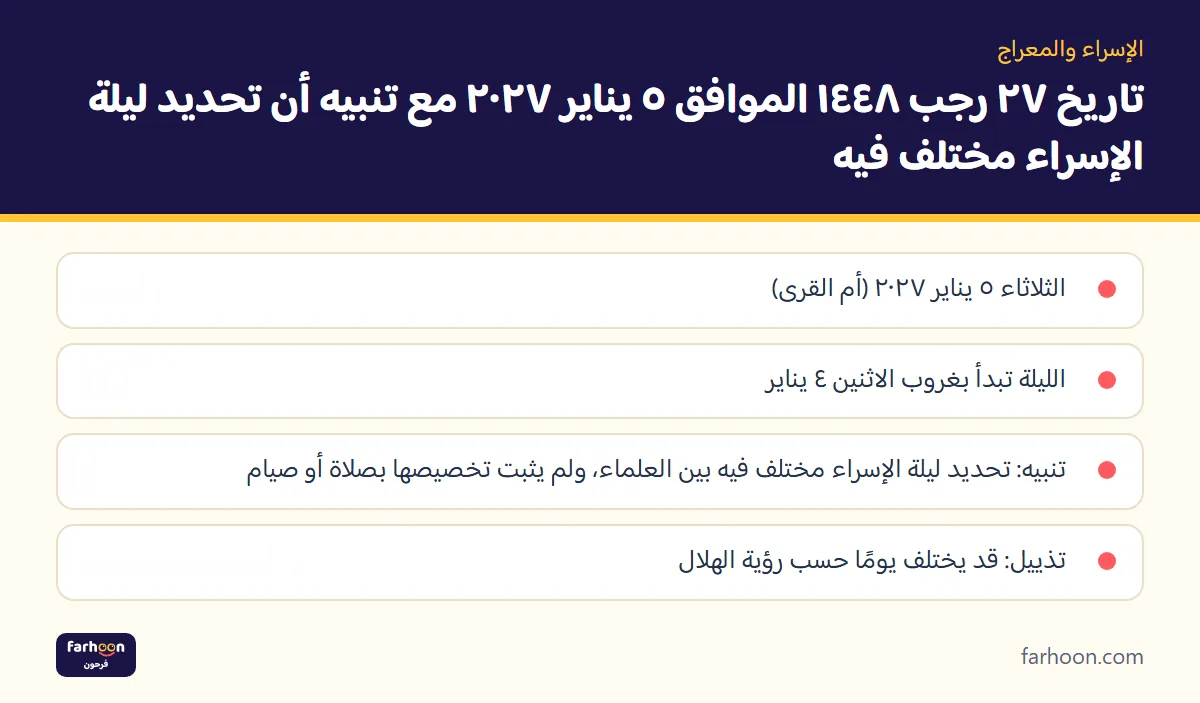 الإسراء والمعراج
تاريخ ٢٧ رجب ١٤٤٨ الموافق ٥ يناير ٢٠٢٧ مع تنبيه أن تحديد ليلة
الإسراء مختلف فيه
الثلاثاء ٥ يناير ٢٠٢٧ (أم القرى)
الليلة تبدأ بغروب الاثنين ٤ يناير
تنبيه: تحديد ليلة الإسراء مختلف فيه بين العلماء، ولم يثبت تخصيصها بصلاة أو صيام
تذييل: قد يختلف يومًا حسب رؤية الهلال
farhoon.com
farhoon
فرحون